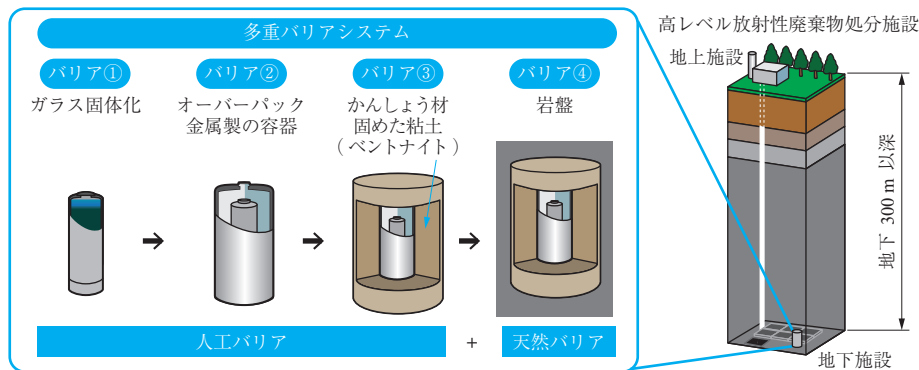 多重バリアシステム
バリア①
ガラス固体化
バリア②
オーバーパック
金属製の容器
バリア③
かんしょう材
固めた粘土
(ベントナイト)
バリア④
岩盤
人工バリア
+
天然バリア
高レベル放射性廃棄物処分施設
地上施設
地下 300 m 以深
地下施設